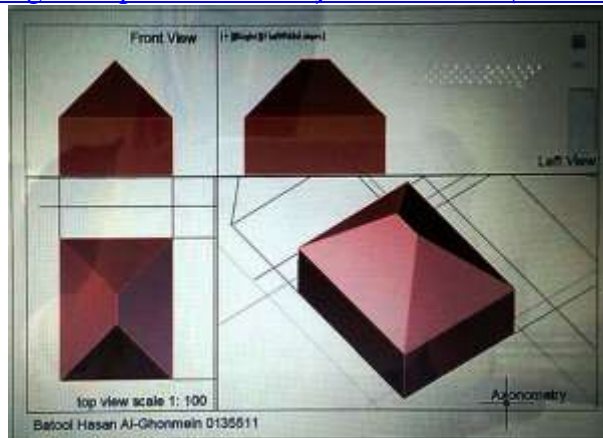 Front View
Left View
top view scale 1: 100
Axonometry
Batool Hasan Al-Ghonmein 0135611